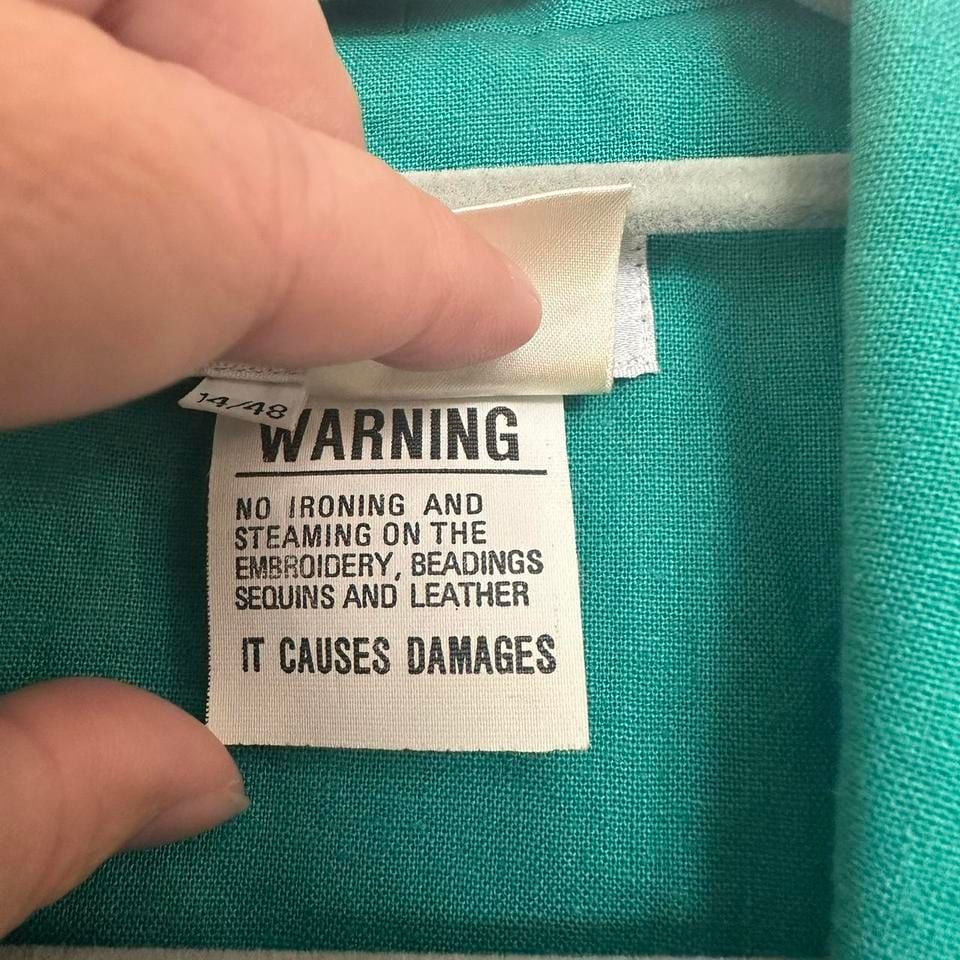 14/48
WARNING
NO IRONING AND
STEAMING ON THE
EMBROIDERY, BEADINGS
SEQUINS AND LEATHER
IT CAUSES DAMAGES